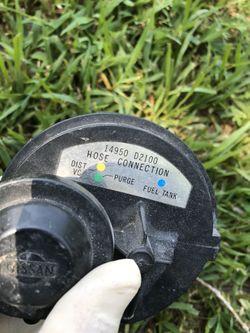 14950 D2100
HOSE CONNECTION
DIST
VC
PURGE
FUEL TANK
NISSAN